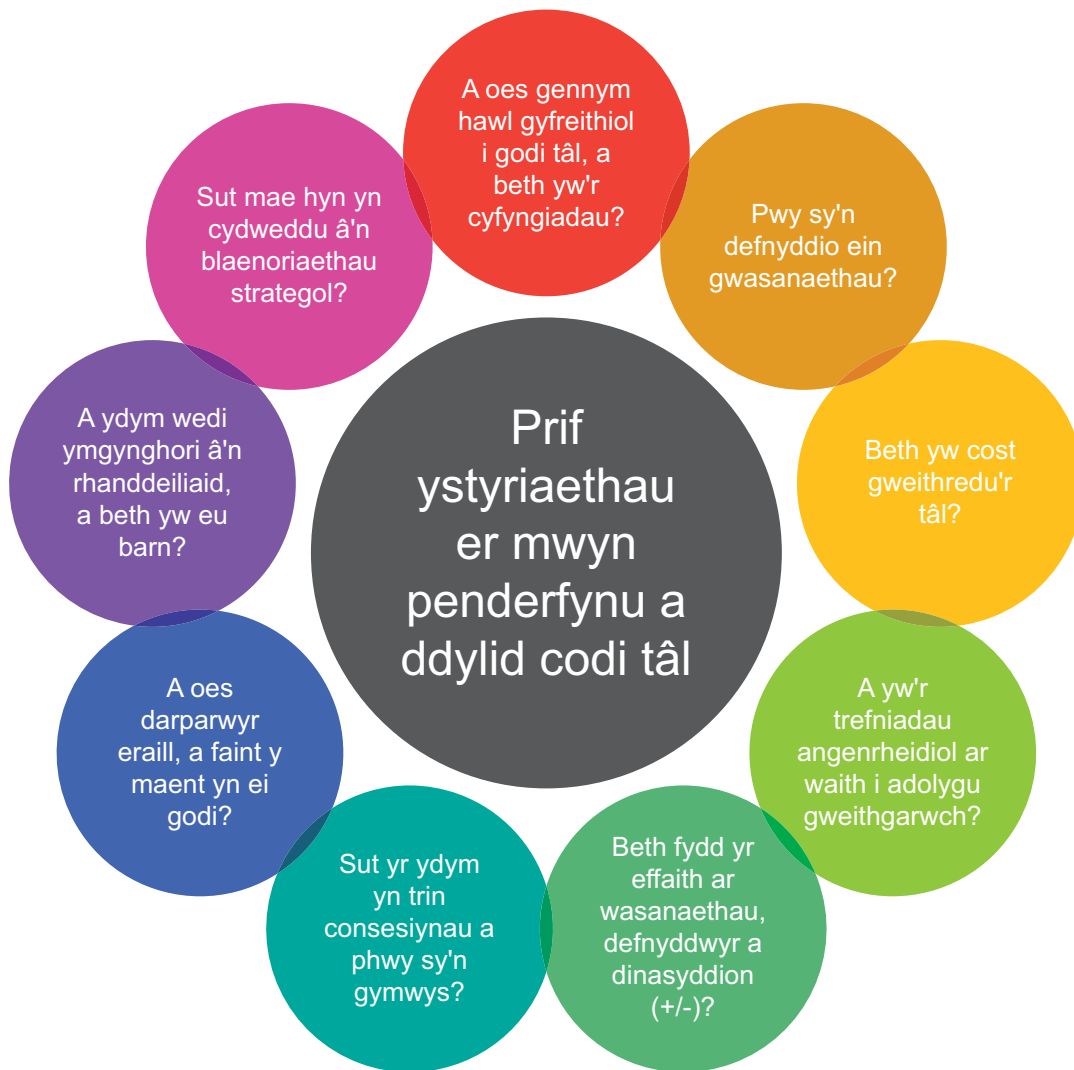 A oes gennym
hawl gyfreithiol
i godi tâl, a
beth yw'r
cyfyngiadau?
Pwy sy'n
defnyddio ein
gwasanaethau?
Beth yw cost
gweithredu'r
tâl?
A yw'r
trefniadau
angenrheidiol ar
waith i adolygu
gweithgarwch?
Beth fydd yr
effaith ar
wasanaethau,
defnyddwyr a
dinasyddion
(+/-)?
Sut yr ydym
yn trin
consesiynau a
phwy sy'n
gymwys?
A oes
darparwyr
eraill, a faint y
maent yn ei
godi?
A ydym wedi
ymgynghori â'n
rhanddeiliaid,
a beth yw eu
barn?
Sut mae hyn yn
cydweddu â'n
blaenoriaethau
strategol?
Prif
ystyriaethau
er mwyn
penderfynu a
ddylid codi tâl